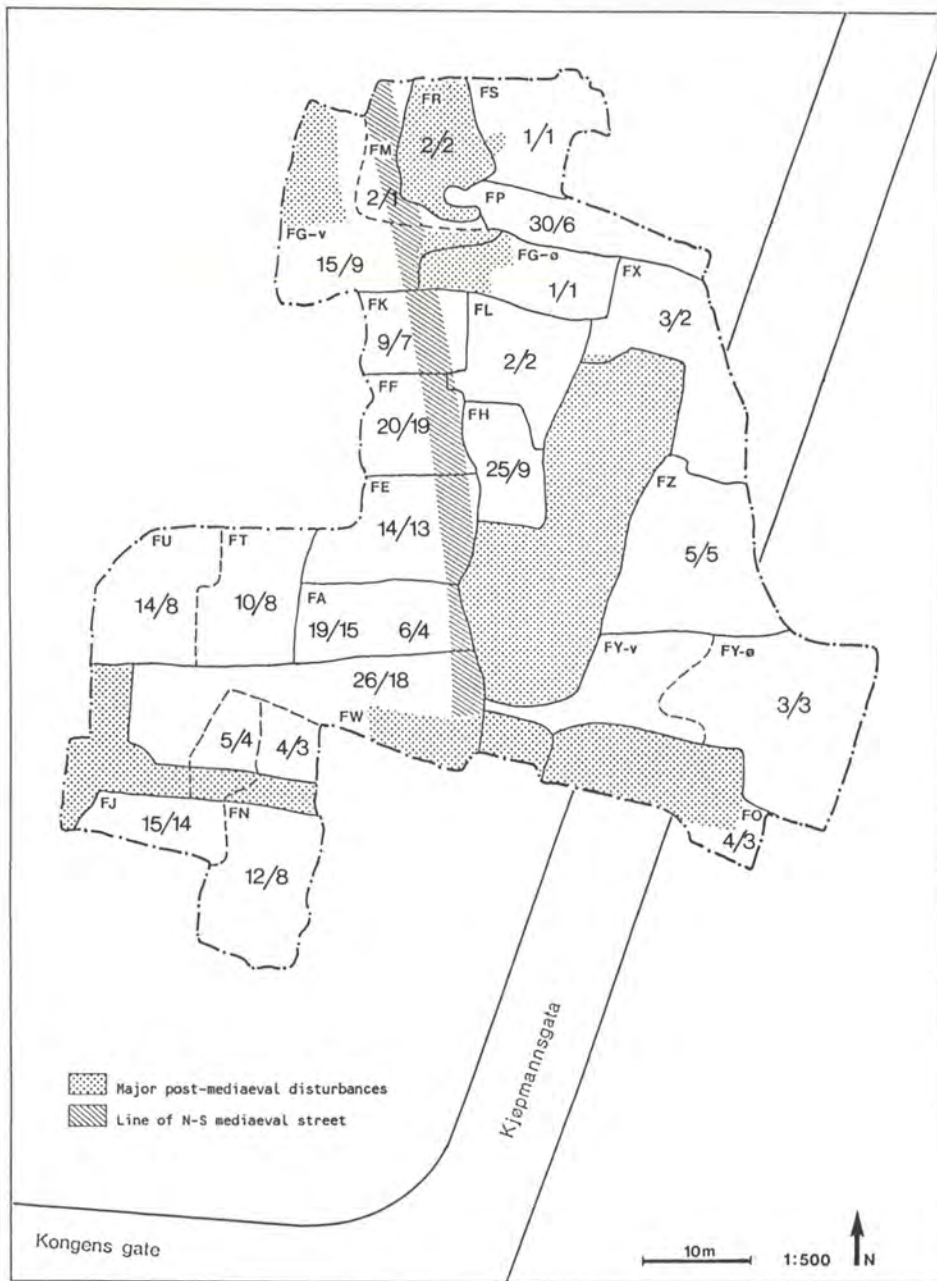 FR
FS
2/2
1/1
FM
2/1
FP
30/6
FG-v
15/9
FG-ø
1/1
FX
3/2
FK
9/7
FL
2/2
FF
20/19
FH
25/9
FE
14/13
FZ
5/5
FU
14/8
FT
10/8
FA
19/15
6/4
FY-v
FY-ø
3/3
26/18
FW
5/4
4/3
FJ
15/14
FN
12/8
FO
4/3
Major post-mediaeval disturbances
Line of N-S mediaeval street
Kjøpmannsgata
Kongens gate
10m
1:500
N